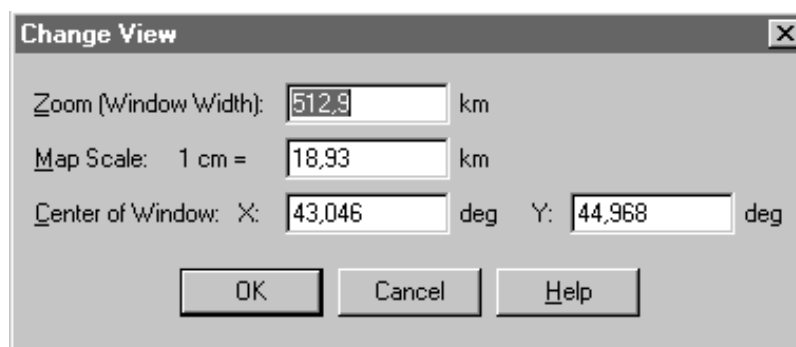 Change View
Zoom (Window Width): 512,9 km
Map Scale: 1 cm = 18,93 km
Center of Window: X: 43,046 deg Y: 44,968 deg
OK Cancel Help